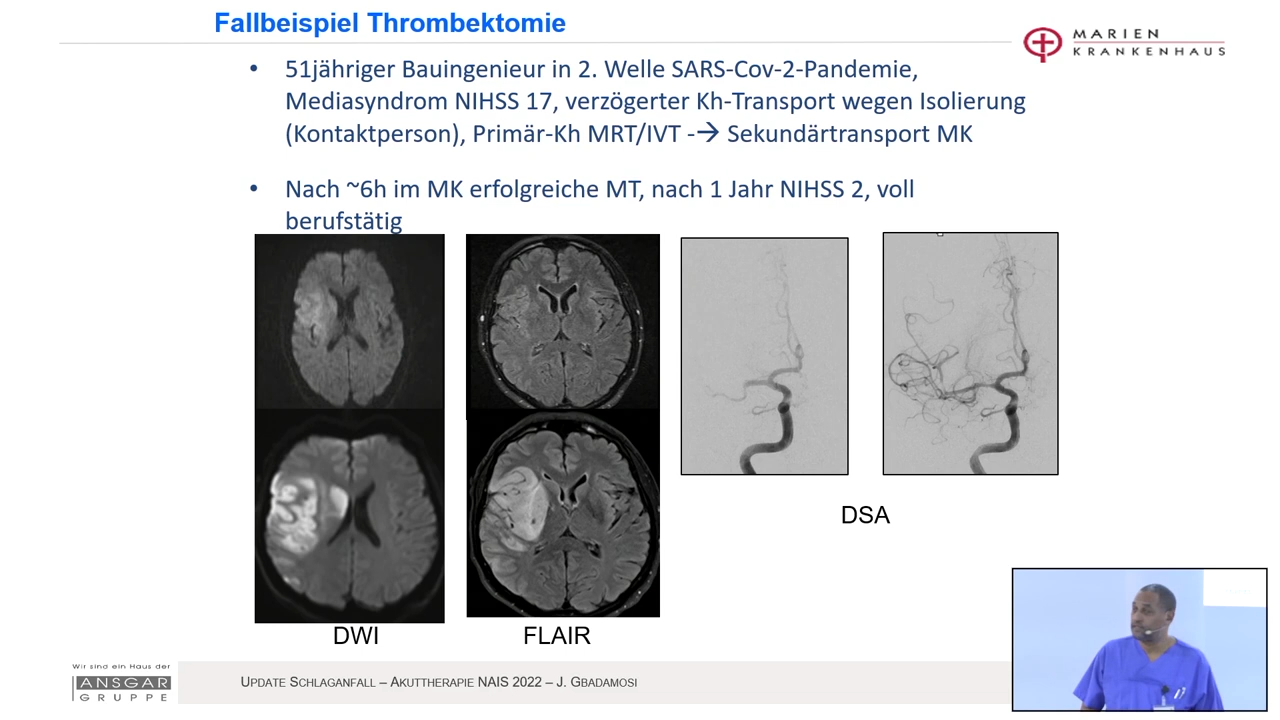 Fallbeispiel Thrombektomie
MARIEN
KRANKENHAUS
• 51jähriger Bauingenieur in 2. Welle SARS-Cov-2-Pandemie,
Mediasyndrom NIHSS 17, verzögerter Kh-Transport wegen Isolierung
(Kontaktperson), Primär-Kh MRT/IVT -→ Sekundärtransport MK
• Nach ~6h im MK erfolgreiche MT, nach 1 Jahr NIHSS 2, voll
berufstätig
DSA
DWI
FLAIR
Wir sind ein Haus der
ANSGAR
GRUPPE
UPDATE SCHLAGANFALL – AKUTTHERAPIE NAIS 2022 – J. GBADAMOSI